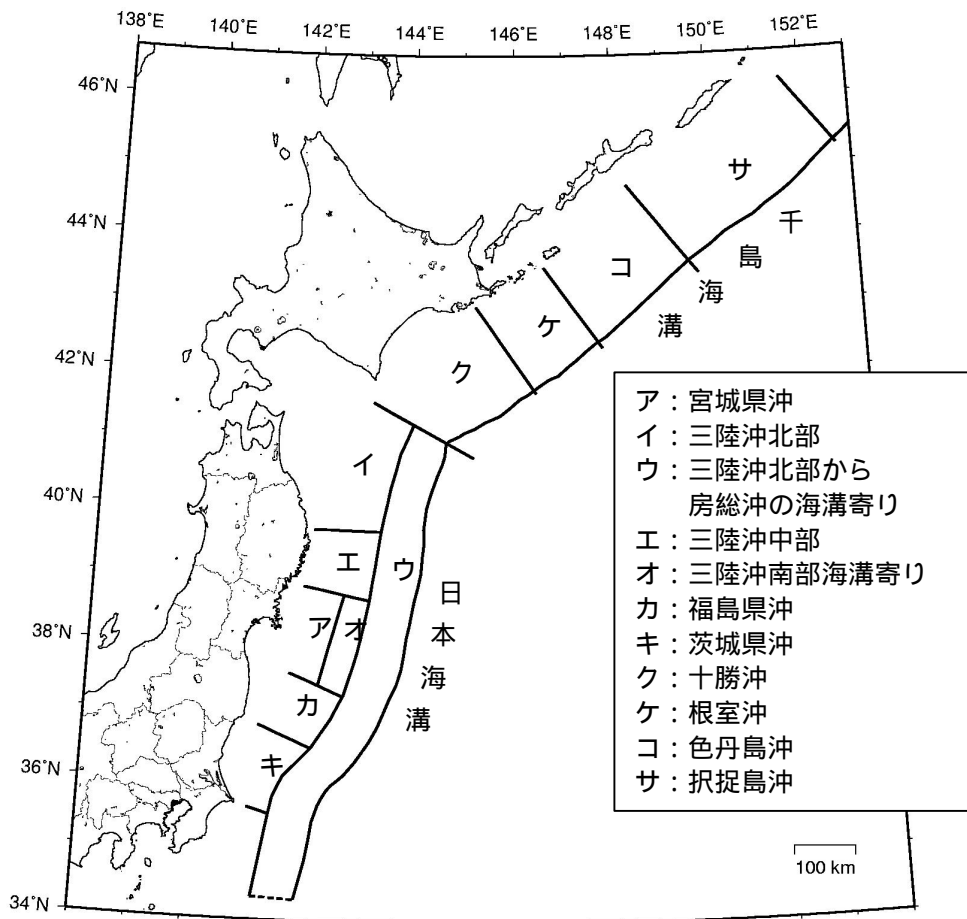 138°E 140°E 142°E 144°E 146°E 148°E 150°E 152°E
46°N
44°N
42°N
40°N
38°N
36°N
34°N
サ
コ
ケ
ク
イ
エ
ウ
ア
オ
カ
キ
千島海溝
日本海溝
ア：宮城県沖
イ：三陸沖北部
ウ：三陸沖北部から
房総沖の海溝寄り
エ：三陸沖中部
オ：三陸沖南部海溝寄り
カ：福島県沖
キ：茨城県沖
ク：十勝沖
ケ：根室沖
コ：色丹島沖
サ：択捉島沖
100 km